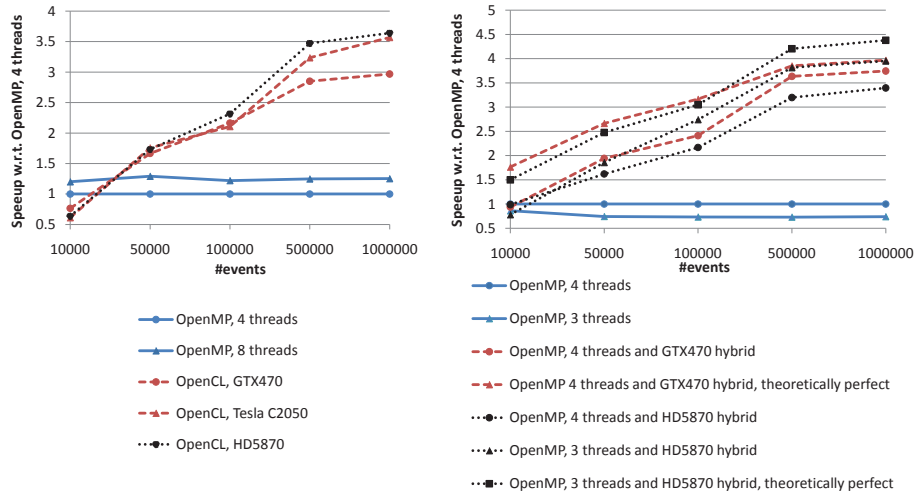 Speeup w.r.t. OpenMP, 4 threads
4
3.5
3
2.5
2
1.5
1
0.5
10000 50000 100000 500000 1000000
#events
OpenMP, 4 threads
OpenMP, 8 threads
OpenCL, GTX470
OpenCL, Tesla C2050
OpenCL, HD5870
Speeup w.r.t. OpenMP, 4 threads
5
4.5
4
3.5
3
2.5
2
1.5
1
0.5
10000 50000 100000 500000 1000000
#events
OpenMP, 4 threads
OpenMP, 3 threads
OpenMP, 4 threads and GTX470 hybrid
OpenMP 4 threads and GTX470 hybrid, theoretically perfect
OpenMP, 4 threads and HD5870 hybrid
OpenMP, 3 threads and HD5870 hybrid
OpenMP, 3 threads and HD5870 hybrid, theoretically perfect